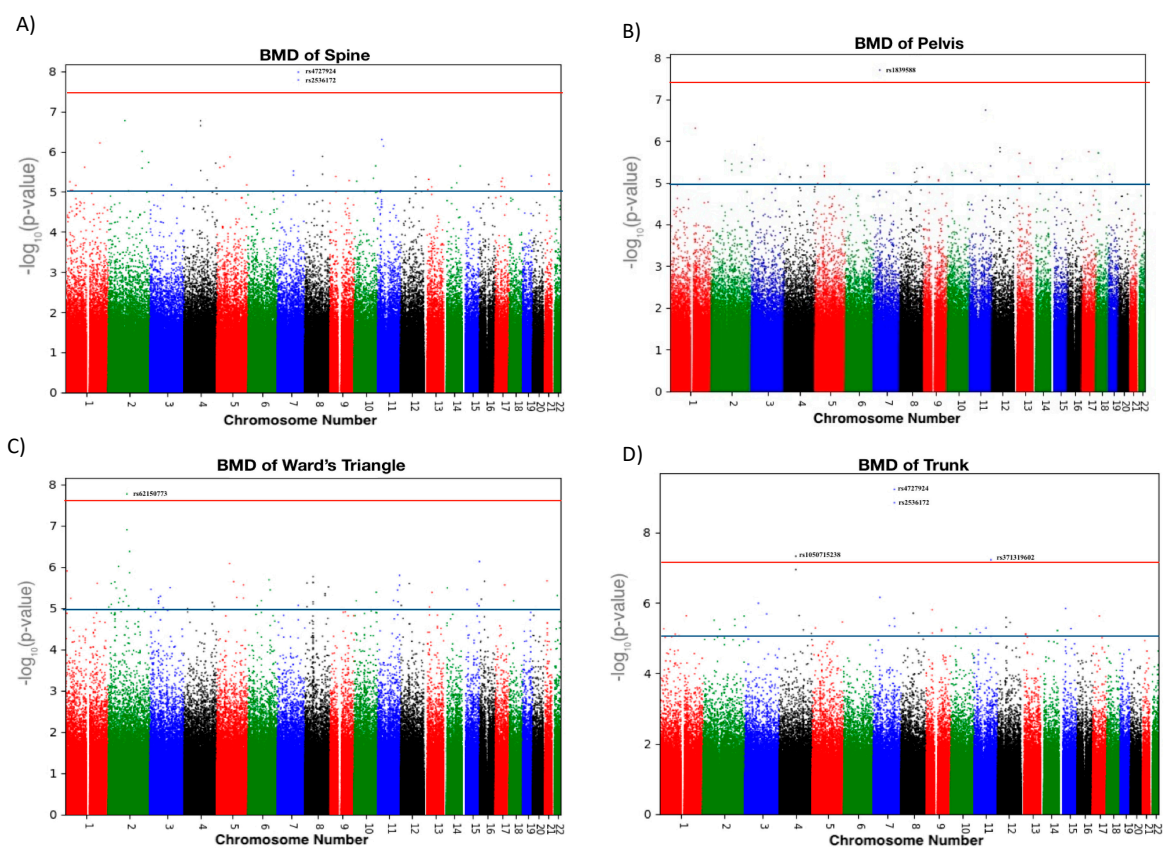 A)
BMD of Spine
rs4727924
rs2536172
8
7
6
5
4
3
2
1
0
-log10(p-value)
1 2 3 4 5 6 7 8 9 10 11 12 13 14 15 16 17 18 19 20 21 22
Chromosome Number
B)
BMD of Pelvis
rs1839588
8
7
6
5
4
3
2
1
0
-log10(p-value)
1 2 3 4 5 6 7 8 9 10 11 12 13 14 15 16 17 18 19 20 21 22
Chromosome Number
C)
BMD of Ward's Triangle
rs62150773
8
7
6
5
4
3
2
1
0
-log10(p-value)
1 2 3 4 5 6 7 8 9 10 11 12 13 14 15 16 17 18 19 20 21 22
Chromosome Number
D)
BMD of Trunk
rs4727924
rs2536172
rs1050715238
rs371319602
8
6
4
2
0
-log10(p-value)
1 2 3 4 5 6 7 8 9 10 11 12 13 14 15 16 17 18 19 20 21 22
Chromosome Number